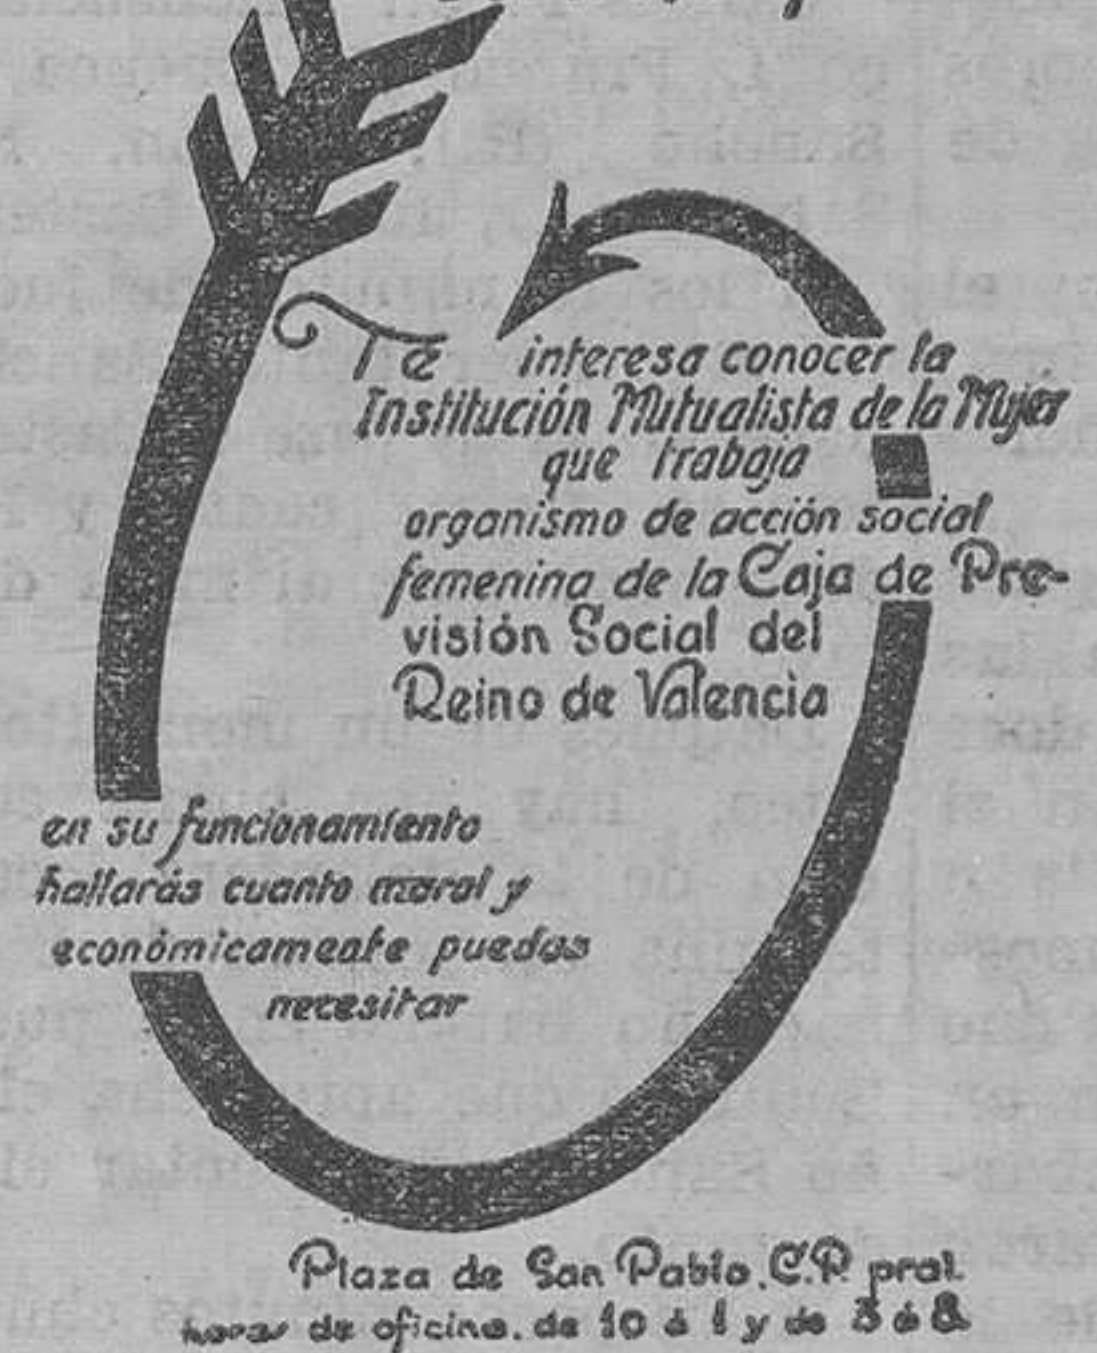 Te interesa conocer la
Institución Mutualista de la Mujer
que trabaja
organismo de acción social
femenina de la Caja de Pre-
visión Social del
Reino de Valencia
en su funcionamiento
hallarás cuanto moral y
económicamente puedas
necesitar
Plaza de San Pablo. C.P. pral.
horas de oficina. de 10 á 1 y de 3 á 8